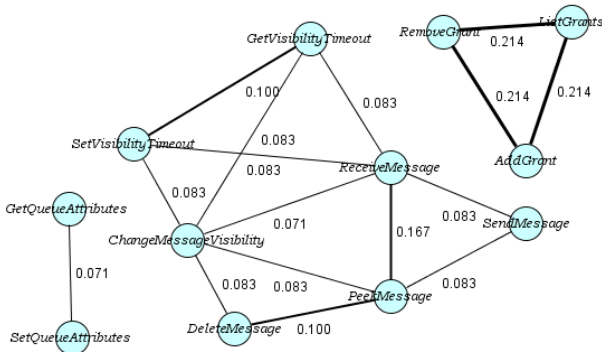 ListGrants
RemoveGrant
GetVisibilityTimeout
0.214
0.100
0.083
0.214
0.214
SetVisibilityTimeout
0.083
AddGrant
ReceiveMessage
0.083
0.083
GetQueueAttributes
0.083
SendMessage
0.071
0.167
ChangeMessageVisibility
0.071
0.083
0.083
0.083
PeekMessage
DeleteMessage
0.100
SetQueueAttributes